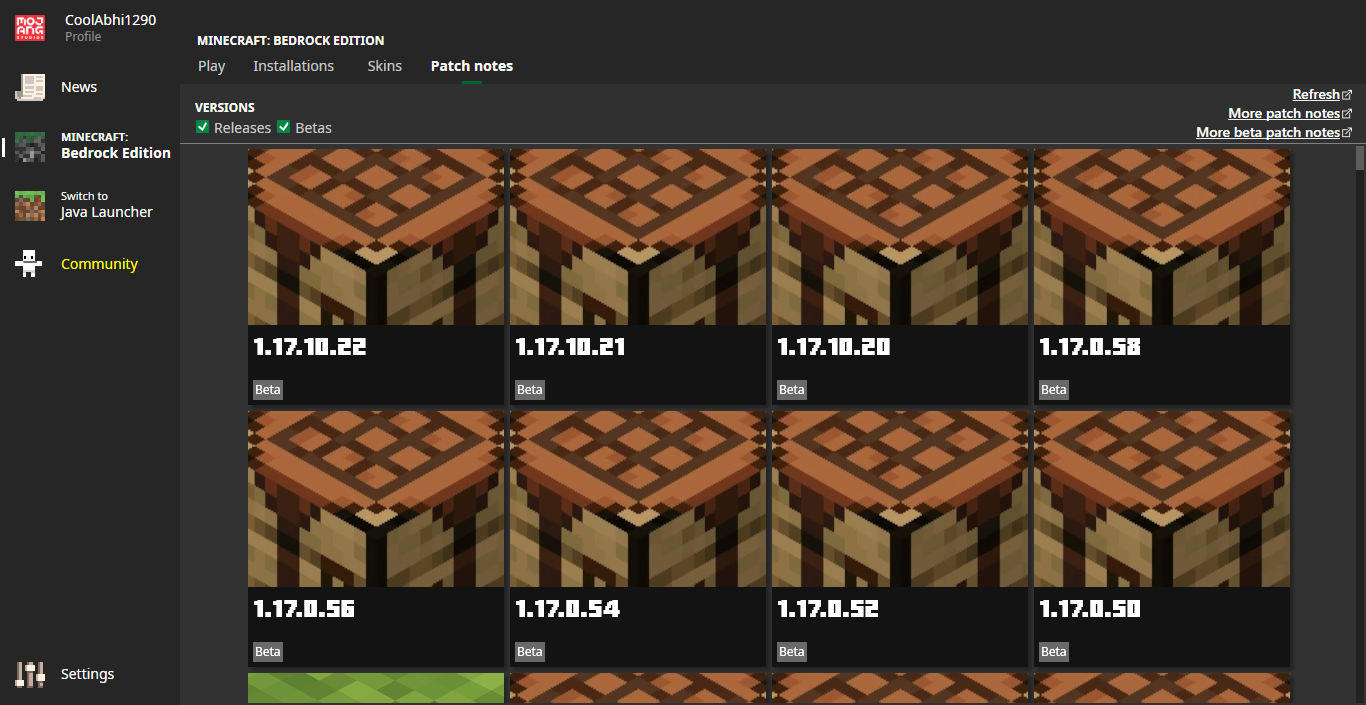 MOJ
ANG
STUDIOS
CoolAbhi1290
Profile
News
MINECRAFT:
Bedrock Edition
Switch to
Java Launcher
Community
Settings
MINECRAFT: BEDROCK EDITION
Play Installations Skins Patch notes
VERSIONS
Releases Betas
Refresh
More patch notes
More beta patch notes
1.17.10.22 1.17.10.21 1.17.10.20 1.17.0.58
Beta Beta Beta Beta
1.17.0.56 1.17.0.54 1.17.0.52 1.17.0.50
Beta Beta Beta Beta